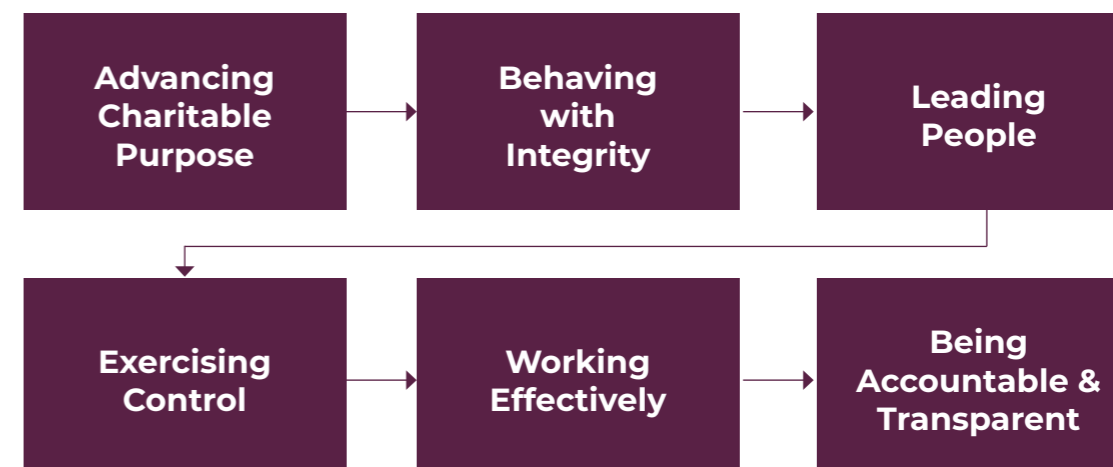 Advancing
Charitable
Purpose
Behaving
with
Integrity
Leading
People
Exercising
Control
Working
Effectively
Being
Accountable &
Transparent